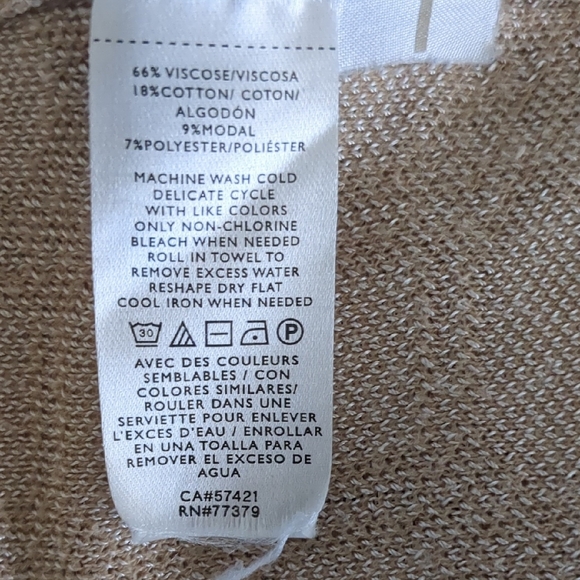 66% VISCOSE/VISCOSA
18%COTTON/ COTON/
ALGODÓN
9%MODAL
7%POLYESTER/POLIÉSTER
MACHINE WASH COLD
DELICATE CYCLE
WITH LIKE COLORS
ONLY NON-CHLORINE
BLEACH WHEN NEEDED
ROLL IN TOWEL TO
REMOVE EXCESS WATER
RESHAPE DRY FLAT
COOL IRON WHEN NEEDED
30 P
AVEC DES COULEURS
SEMBLABLES / CON
COLORES SIMILARES/
ROULER DANS UNE
SERVIETTE POUR ENLEVER
L'EXCES D'EAU / ENROLLAR
EN UNA TOALLA PARA
REMOVER EL EXCESO DE
AGUA
CA#57421
RN#77379